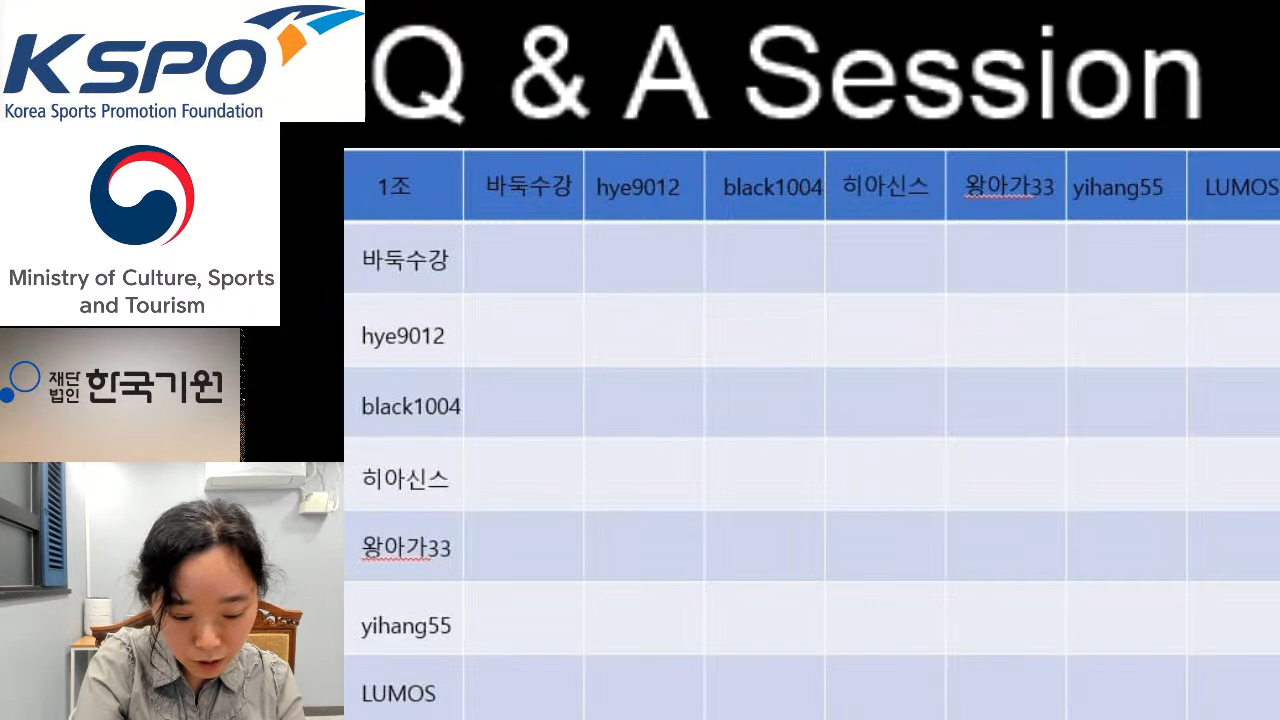 KSPO
Korea Sports Promotion Foundation
Q & A Session
Ministry of Culture, Sports
and Tourism
재단
법인 한국기원
1조 바둑수강 hye9012 black1004 히아신스 왕아가33 yihang55 LUMOS
바둑수강
hye9012
black1004
히아신스
왕아가33
yihang55
LUMOS